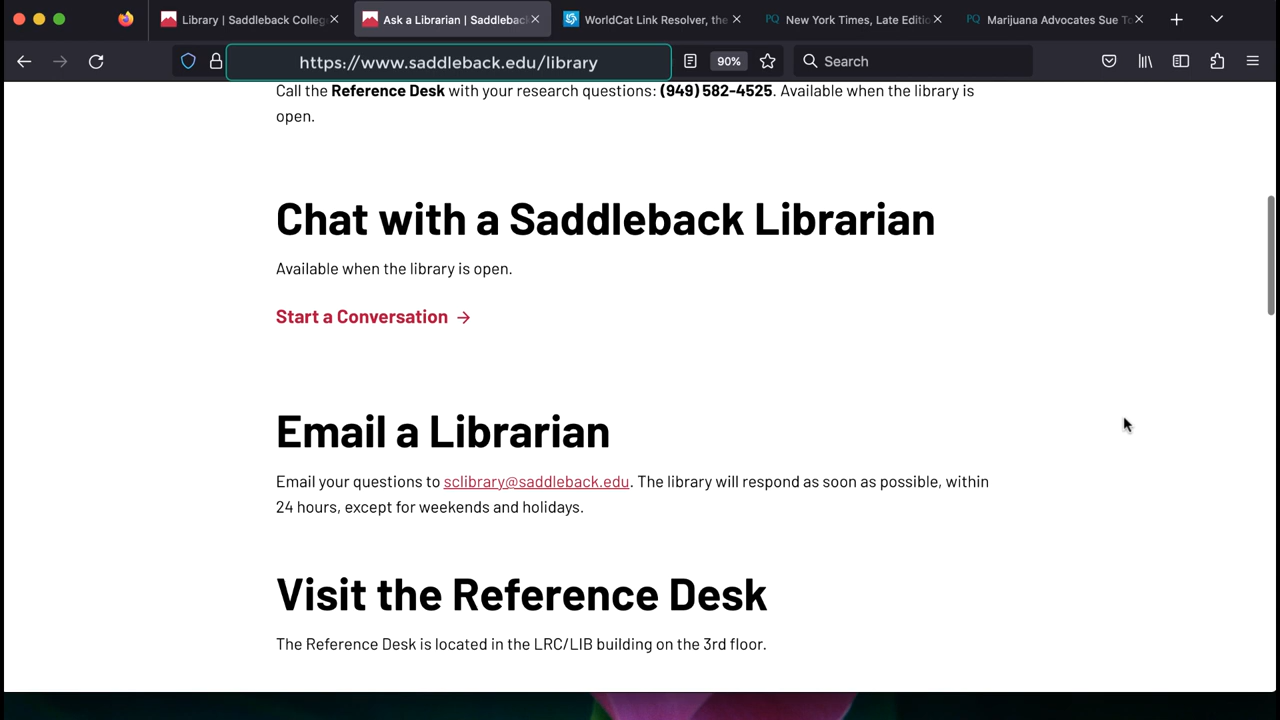 Library | Saddleback Colleg
Ask a Librarian | Saddleback
WorldCat Link Resolver, the
New York Times, Late Editio
Marijuana Advocates Sue To
https://www.saddleback.edu/library
90%
Search
Call the Reference Desk with your research questions: (949) 582-4525. Available when the library is
open.
Chat with a Saddleback Librarian
Available when the library is open.
Start a Conversation →
Email a Librarian
Email your questions to sclibrary@saddleback.edu. The library will respond as soon as possible, within
24 hours, except for weekends and holidays.
Visit the Reference Desk
The Reference Desk is located in the LRC/LIB building on the 3rd floor.